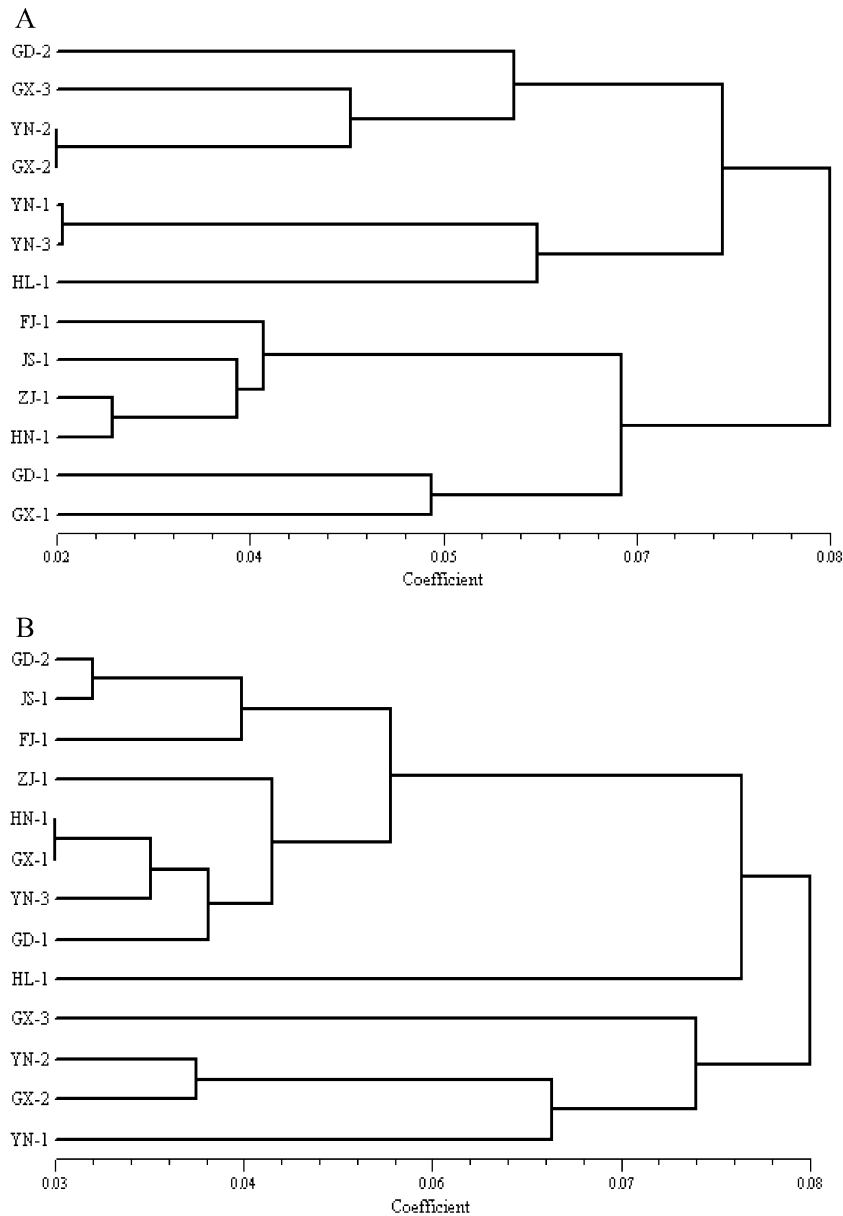 A
GD-2
GX-3
YN-2
GX-2
YN-1
YN-3
HL-1
FJ-1
JS-1
ZJ-1
HN-1
GD-1
GX-1
0.02 0.04 0.05 0.07 0.08
Coefficient
B
GD-2
JS-1
FJ-1
ZJ-1
HN-1
GX-1
YN-3
GD-1
HL-1
GX-3
YN-2
GX-2
YN-1
0.03 0.04 0.06 0.07 0.08
Coefficient